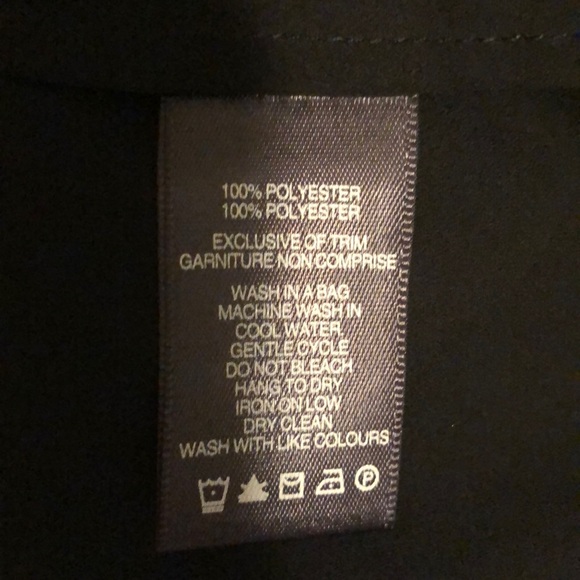 100% POLYESTER
100% POLYESTER
EXCLUSIVE OF TRIM
GARNITURE NON COMPRISE
WASH IN A BAG
MACHINE WASH IN
COOL WATER
GENTLE CYCLE
DO NOT BLEACH
HANG TO DRY
IRON ON LOW
DRY CLEAN
WASH WITH LIKE COLOURS
P